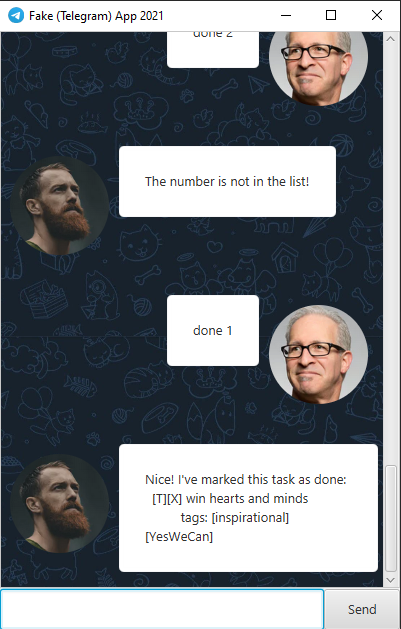 Fake (Telegram) App 2021
done 2
The number is not in the list!
done 1
Nice! I've marked this task as done:
[T][X] win hearts and minds
tags: [inspirational]
[YesWeCan]
Send